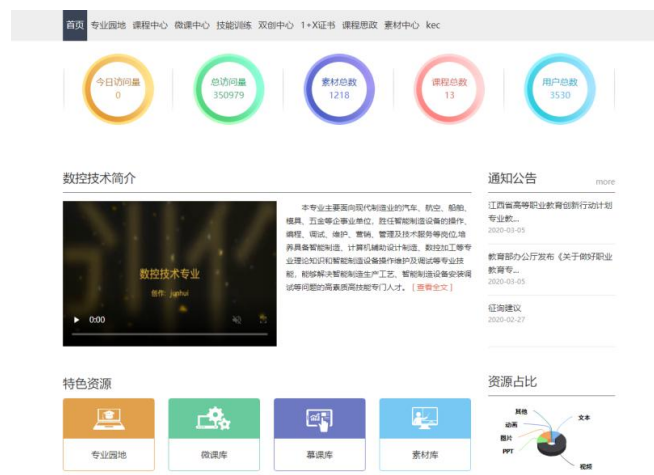 首页 专业园地 课程中心 微课中心 技能训练 双创中心 1+X证书 课程思政 素材中心 kec
今日访问量
0
总访问量
350979
素材总数
1218
课程总数
13
用户总数
3530
数控技术简介
数控技术专业
创作: jushui
0:00
本专业主要面向现代制造业的汽车、航空、船舶、
模具、五金等企事业单位，胜任智能制造设备的操作、
编程、调试、维护、营销、管理及技术服务等岗位,培
养具备智能制造、计算机辅助设计制造、数控加工等专
业理论知识和智能制造设备操作维护及调试等专业技
能，能够解决智能制造生产工艺、智能制造设备安装调
试等问题的高素质高技能专门人才。 [ 查看全文 ]
通知公告 more
江西省高等职业教育创新行动计划
专业教...
2020-03-05
教育部办公厅发布《关于做好职业
教育专...
2020-03-05
征询建议
2020-02-27
特色资源
专业园地
微课库
慕课库
素材库
资源占比
其他
动画
图片
PPT
文本
视频